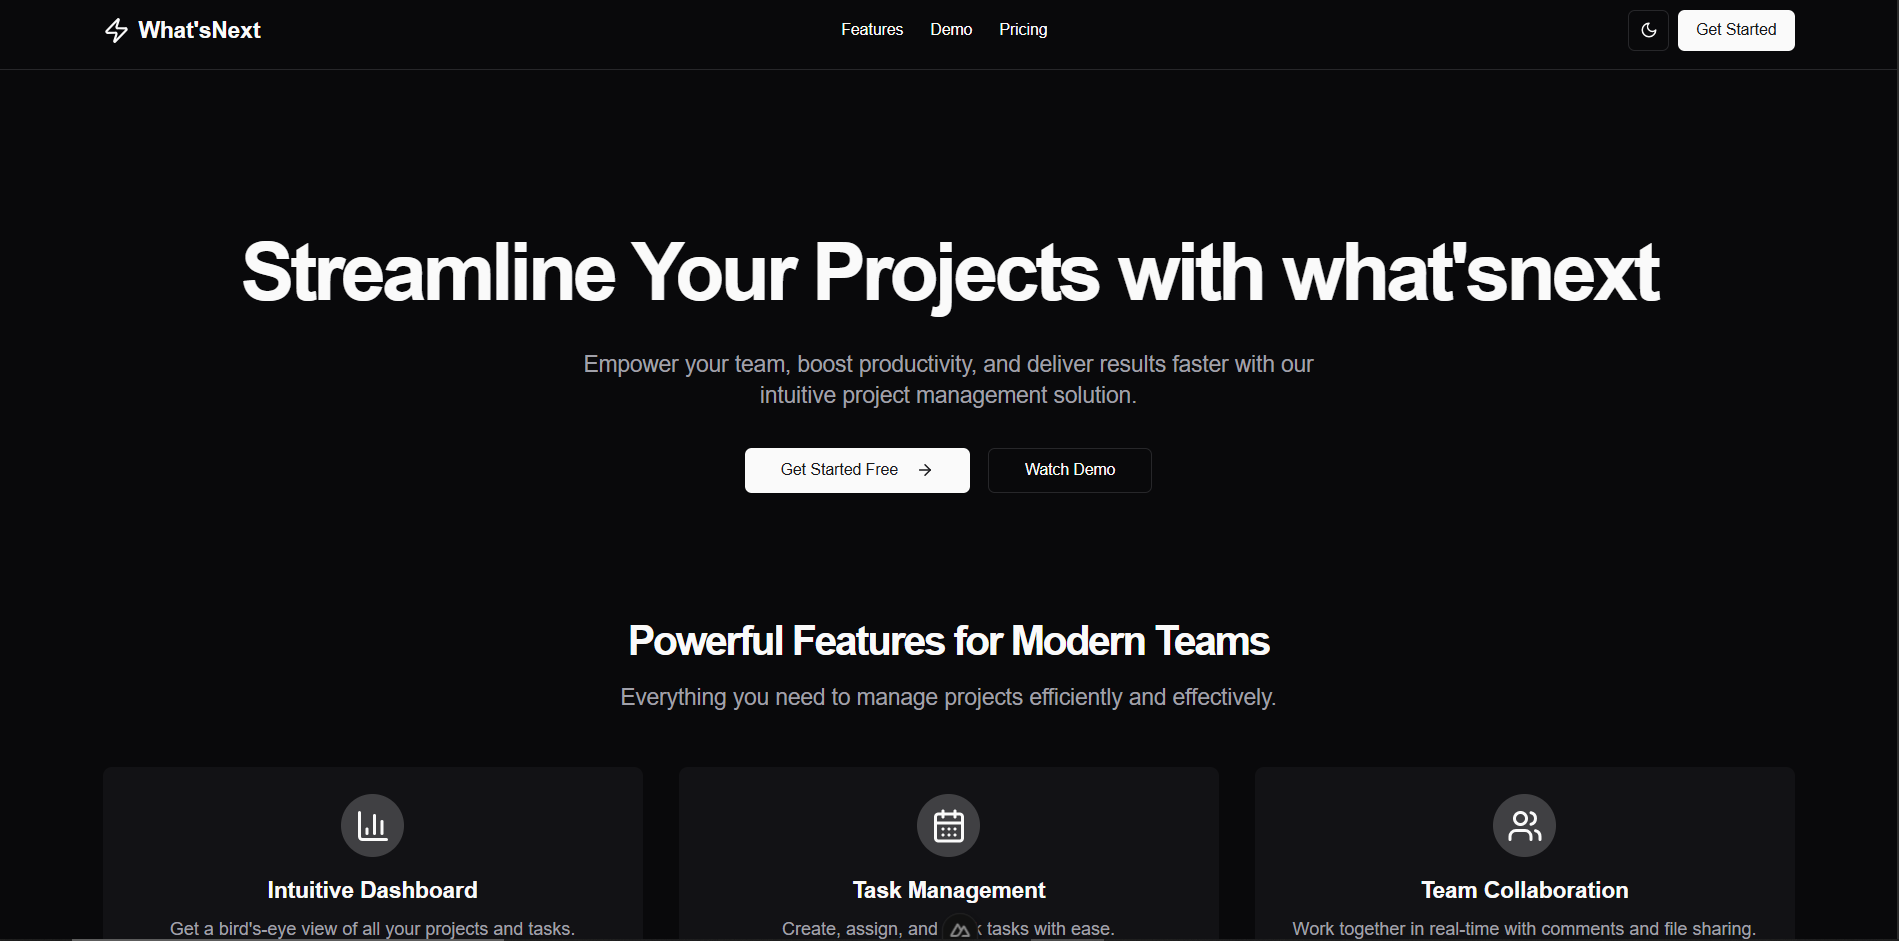 What'sNext
Features
Demo
Pricing
Get Started
Streamline Your Projects with what'snext
Empower your team, boost productivity, and deliver results faster with our
intuitive project management solution.
Get Started Free
Watch Demo
Powerful Features for Modern Teams
Everything you need to manage projects efficiently and effectively.
Intuitive Dashboard
Get a bird's-eye view of all your projects and tasks.
Task Management
Create, assign, and tasks with ease.
Team Collaboration
Work together in real-time with comments and file sharing.